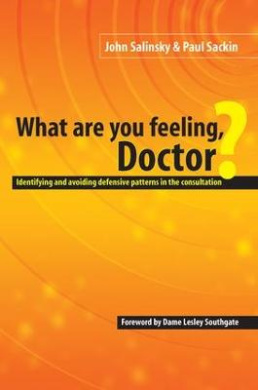 John Salinsky & Paul Sackin
What are you feeling,
Doctor?
Identifying and avoiding defensive patterns in the consultation
Foreword by Dame Lesley Southgate